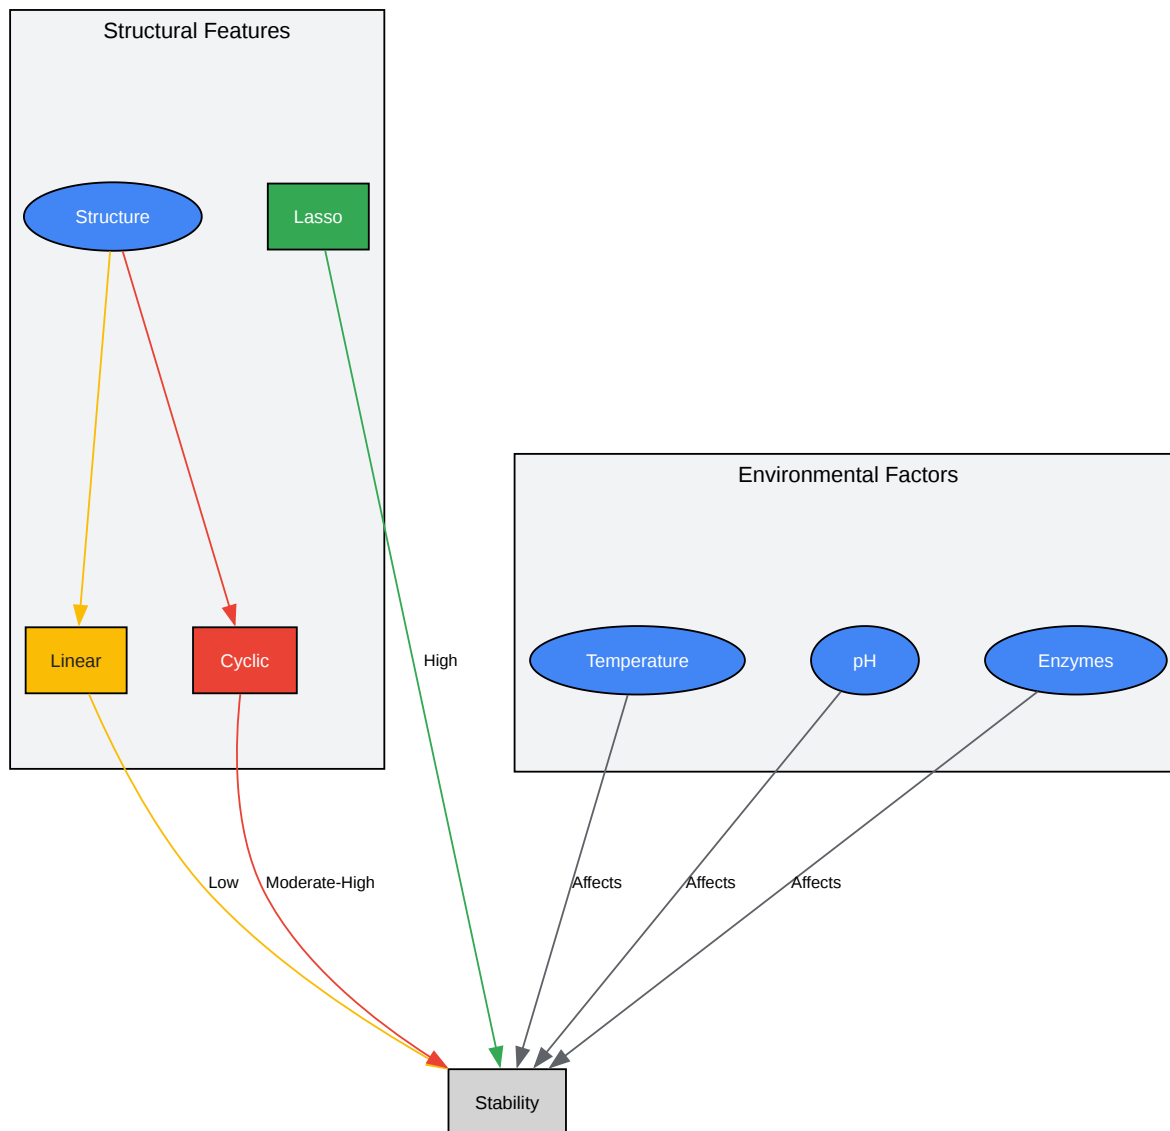 Structural Features
Structure
Lasso
Environmental Factors
Linear
Cyclic
High
Temperature
pH
Enzymes
Low
Moderate-High
Affects
Affects
Affects
Stability